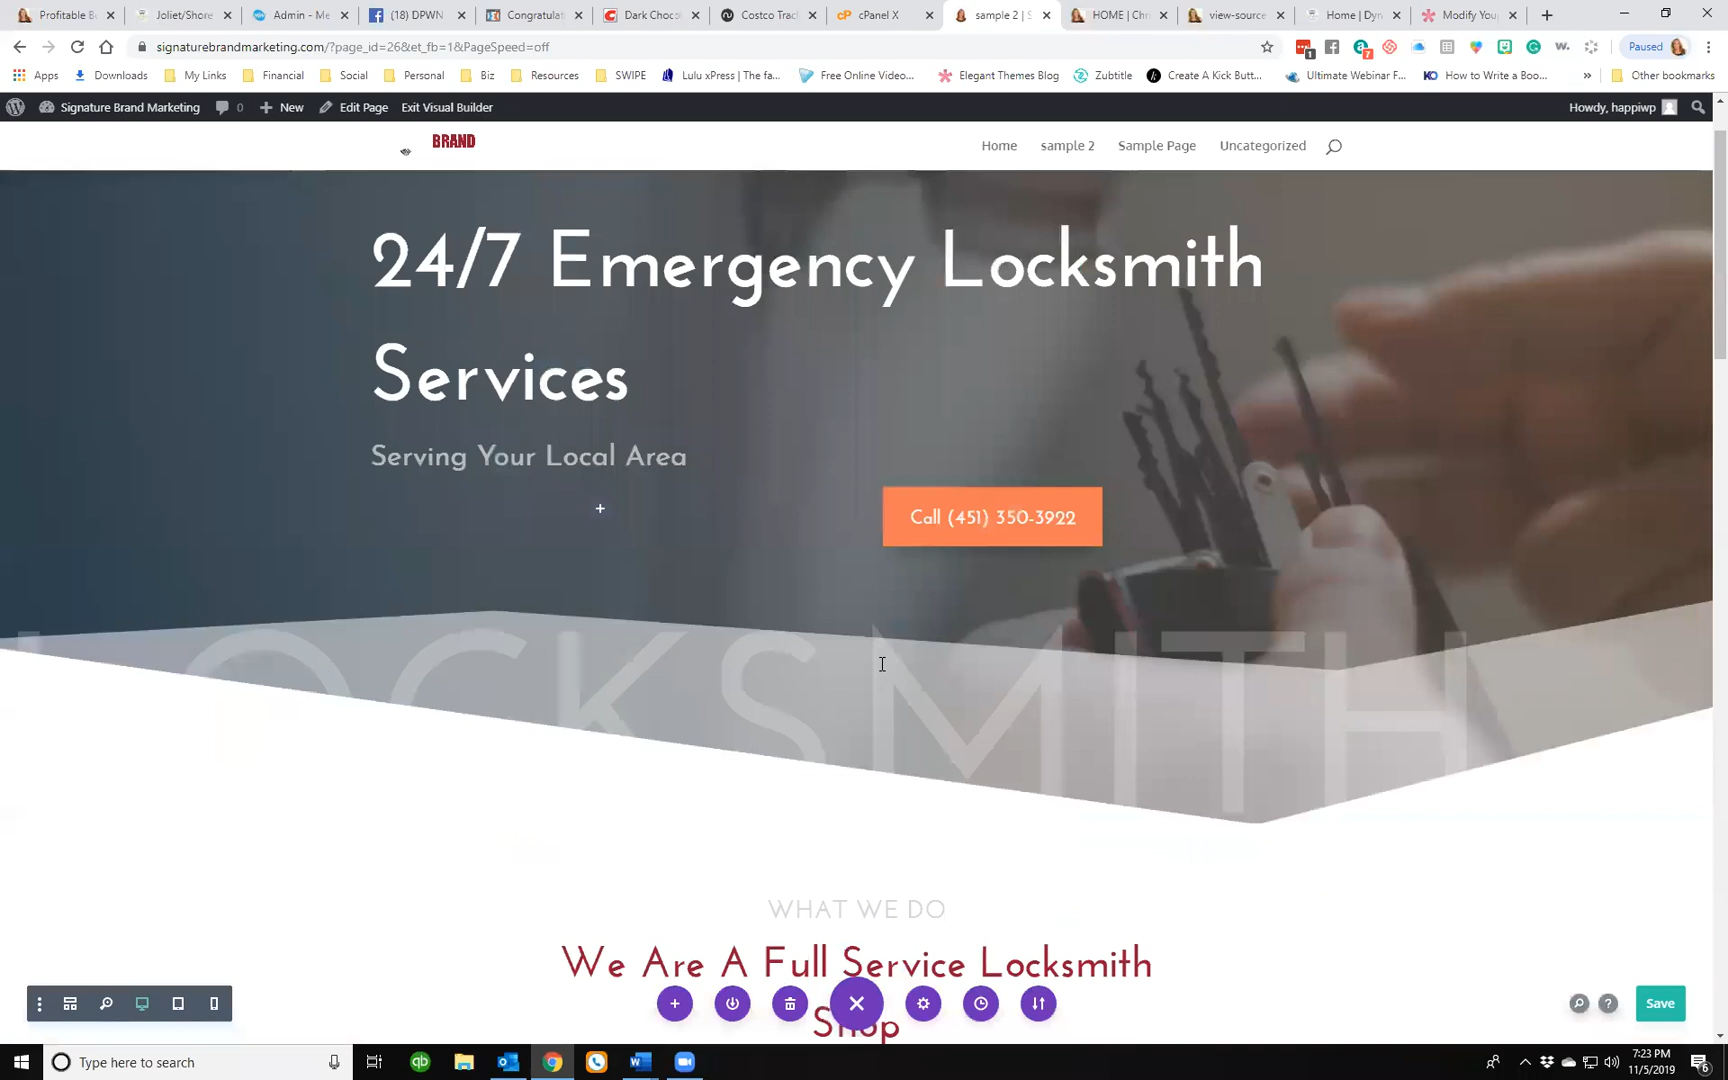 Profitable B
Joliet/Shore
Admin – Me
(18) DPWN
Congratulat
Dark Choco
Costco Trac
cPanel X
sample 2 | S
HOME | Chr
view-source
Home | Dyn
Modify You
signaturebrandmarketing.com/?page_id=26&et_fb=1&PageSpeed=off
Paused
Apps
Downloads
My Links
Financial
Social
Personal
Biz
Resources
SWIPE
Lulu xPress | The fa...
Free Online Video...
Elegant Themes Blog
Zubtitle
Create A Kick Butt...
Ultimate Webinar F...
How to Write a Boo...
Other bookmarks
Signature Brand Marketing
0
New
Edit Page
Exit Visual Builder
Howdy, happiwp
BRAND
Home
sample 2
Sample Page
Uncategorized
24/7 Emergency Locksmith
Services
Serving Your Local Area
Call (451) 350-3922
LOCKSMITH
WHAT WE DO
We Are A Full Service Locksmith
Shop
Save
Type here to search
7:23 PM
11/5/2019
6